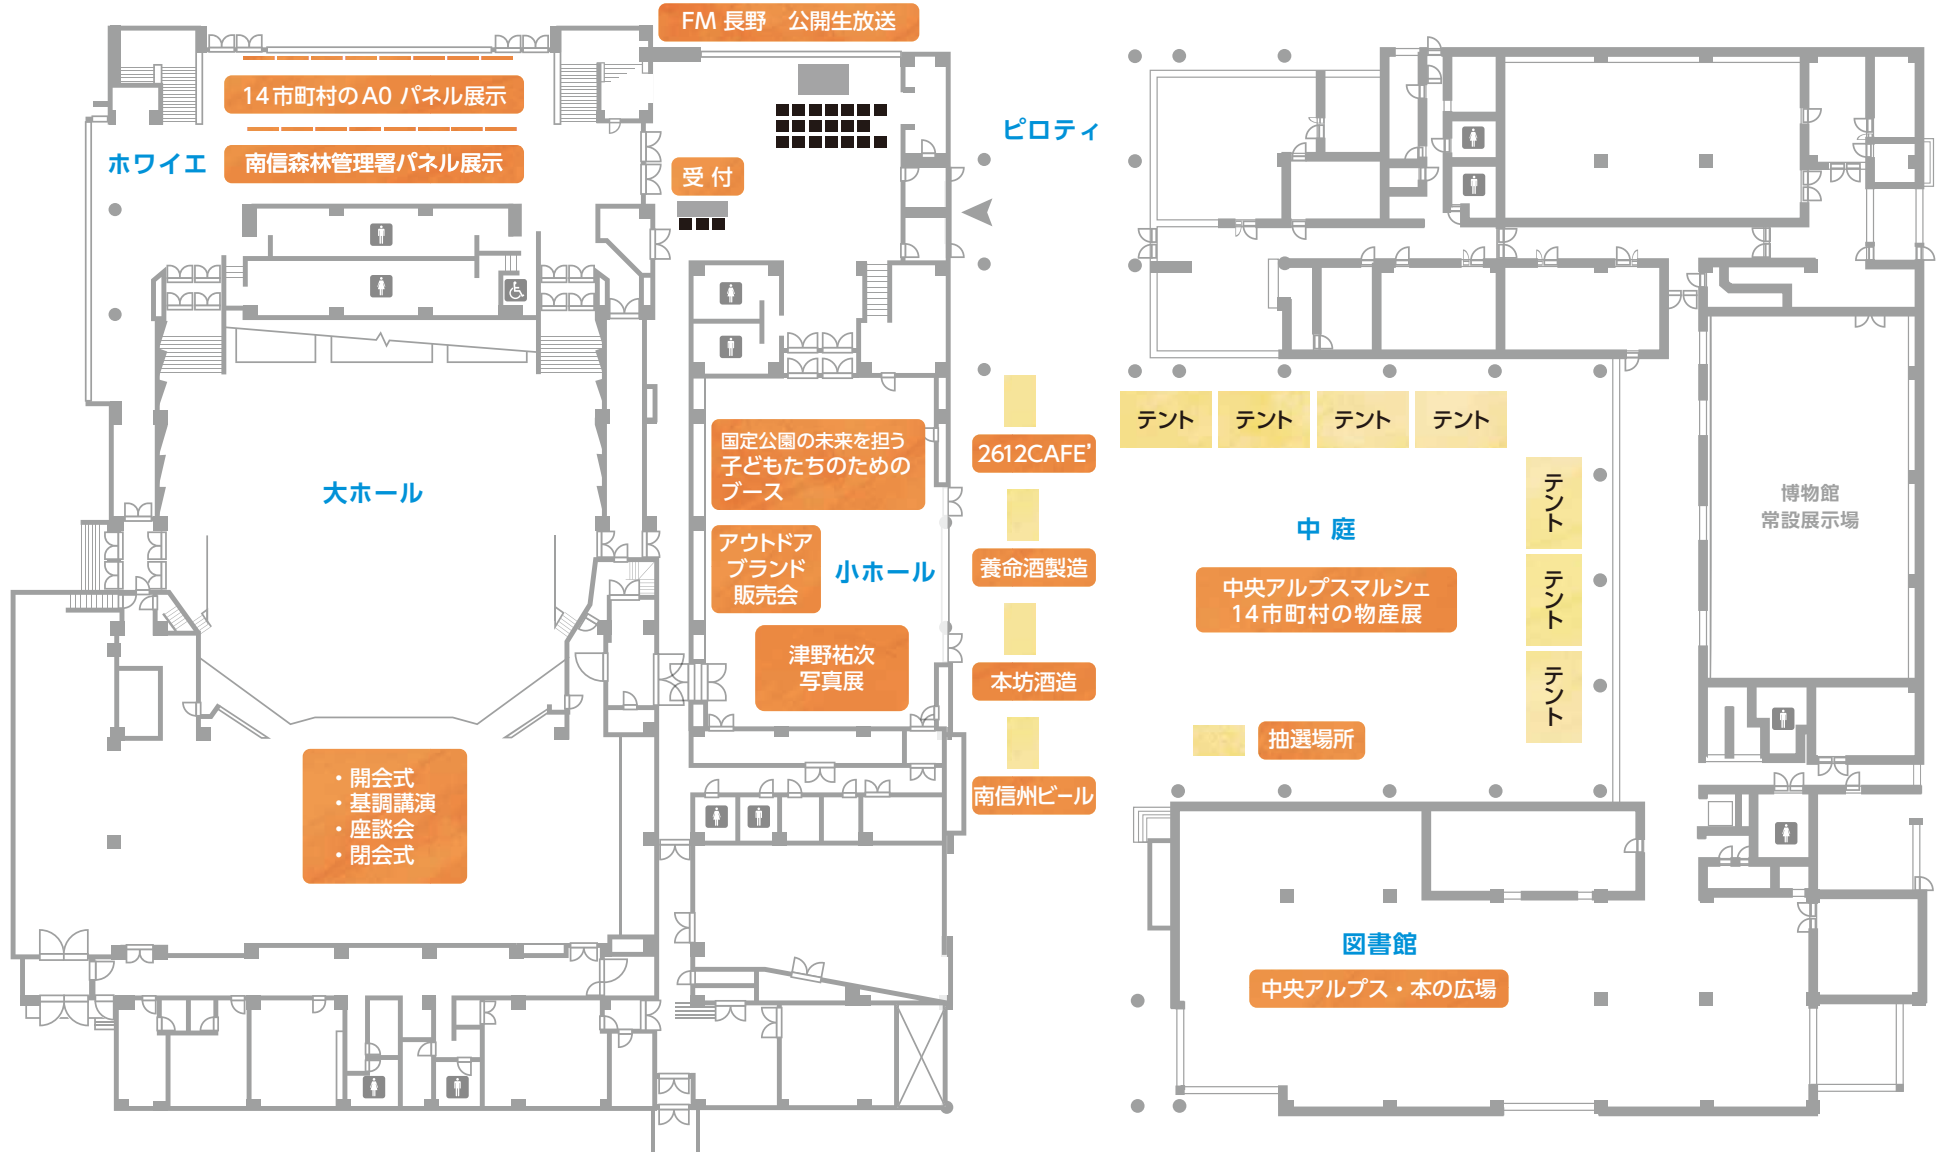 FM 長野　公開生放送
14市町村のA0 パネル展示
ホワイエ
南信森林管理署パネル展示
受 付
ピロティ
大ホール
国定公園の未来を担う
子どもたちのための
ブース
アウトドア
ブランド
販売会
小ホール
津野祐次
写真展
・開会式
・基調講演
・座談会
・閉会式
2612CAFE'
養命酒製造
本坊酒造
南信州ビール
テント
テント
テント
テント
テント
テント
テント
中 庭
中央アルプスマルシェ
14市町村の物産展
抽選場所
博物館
常設展示場
図書館
中央アルプス・本の広場